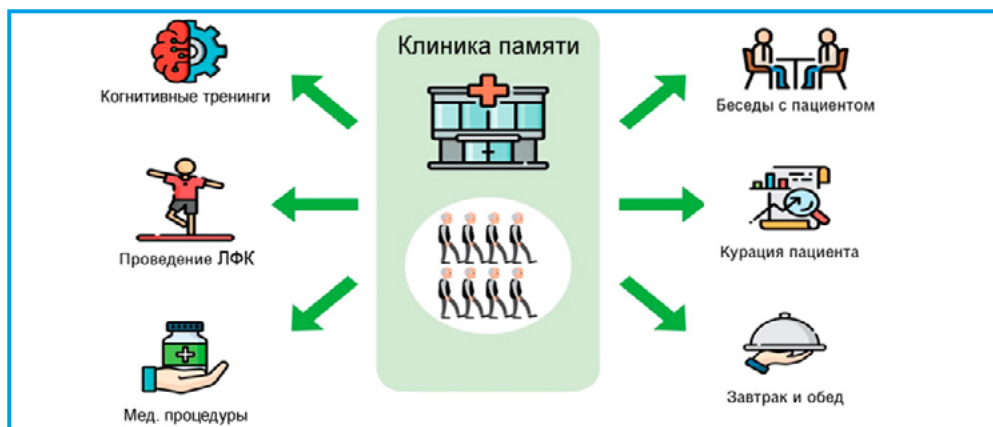 Клиника памяти
Когнитивные тренинги
Беседы с пациентом
Проведение ЛФК
Курация пациента
Мед. процедуры
Завтрак и обед